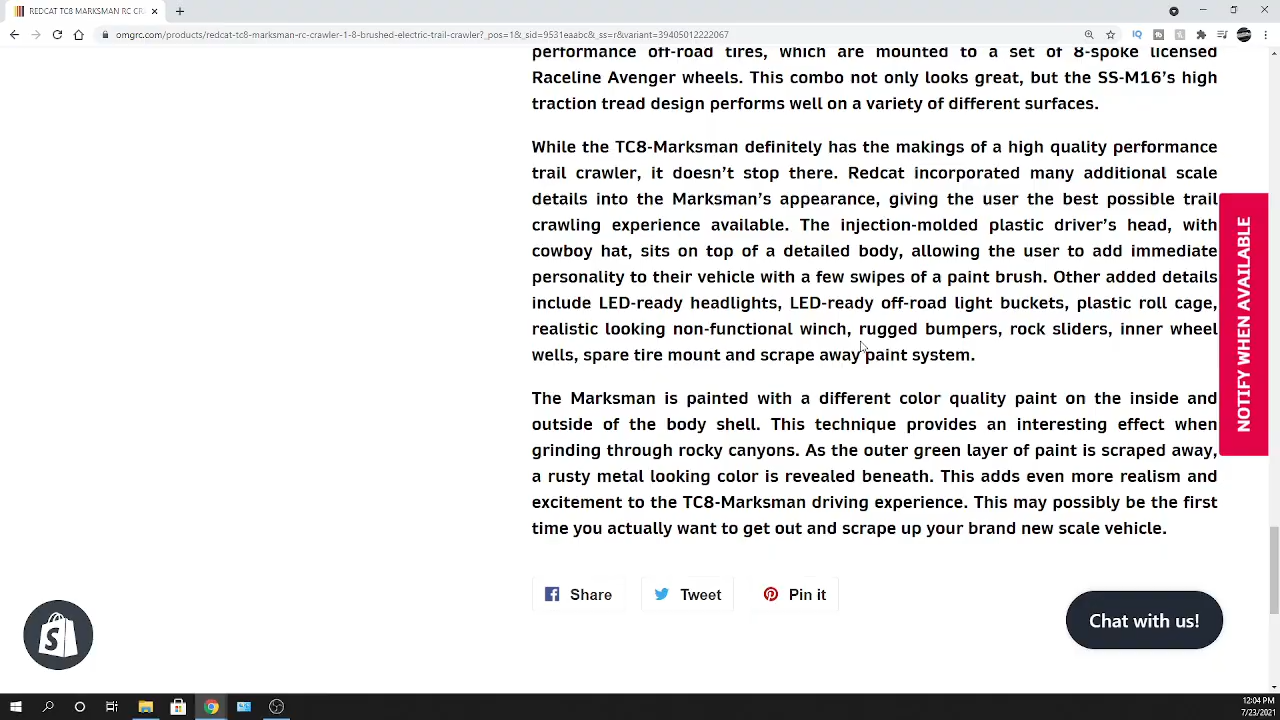 REDCAT TC8 MARKSMAN RC CR
omgrc.com/products/redcat-tc8-marksman-rc-crawler-1-8-brushed-electric-trail-crawler?_pos=1&_sid=9531eaabc&_ss=r&variant=39405012222067
performance off-road tires, which are mounted to a set of 8-spoke licensed
Raceline Avenger wheels. This combo not only looks great, but the SS-M16's high
traction tread design performs well on a variety of different surfaces.
While the TC8-Marksman definitely has the makings of a high quality performance
trail crawler, it doesn't stop there. Redcat incorporated many additional scale
details into the Marksman's appearance, giving the user the best possible trail
crawling experience available. The injection-molded plastic driver's head, with
cowboy hat, sits on top of a detailed body, allowing the user to add immediate
personality to their vehicle with a few swipes of a paint brush. Other added details
include LED-ready headlights, LED-ready off-road light buckets, plastic roll cage,
realistic looking non-functional winch, rugged bumpers, rock sliders, inner wheel
wells, spare tire mount and scrape away paint system.
The Marksman is painted with a different color quality paint on the inside and
outside of the body shell. This technique provides an interesting effect when
grinding through rocky canyons. As the outer green layer of paint is scraped away,
a rusty metal looking color is revealed beneath. This adds even more realism and
excitement to the TC8-Marksman driving experience. This may possibly be the first
time you actually want to get out and scrape up your brand new scale vehicle.
Share
Tweet
Pin it
NOTIFY WHEN AVAILABLE
Chat with us!
12:04 PM
7/23/2021